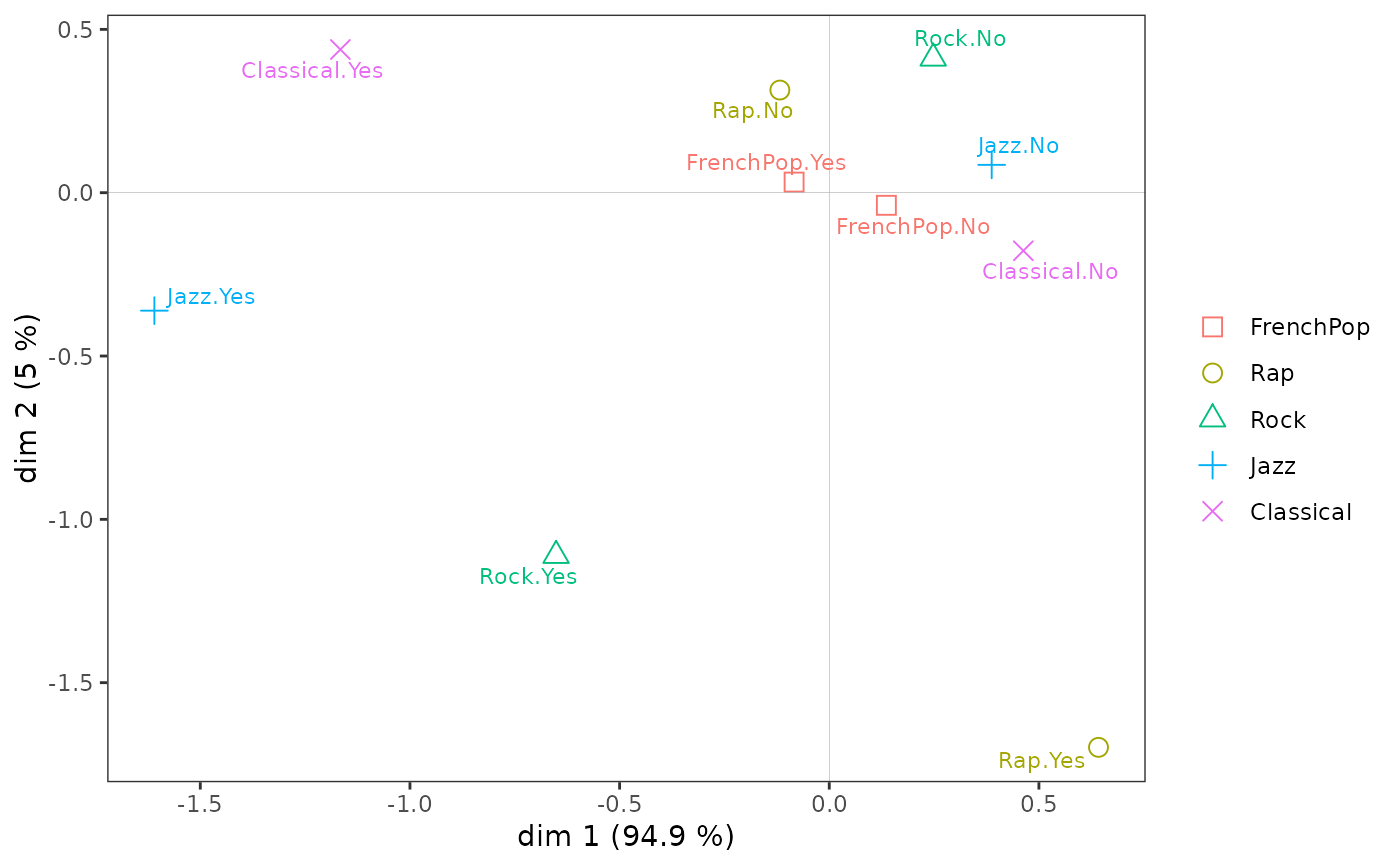 0.5
0.0
-0.5
-1.0
-1.5
dim 2 (5 %)
Rock.No
Classical.Yes
Rap.No
Jazz.No
FrenchPop.Yes
FrenchPop.No
Classical.No
Jazz.Yes
Rock.Yes
Rap.Yes
-1.5
-1.0
-0.5
0.0
0.5
dim 1 (94.9 %)
FrenchPop
Rap
Rock
Jazz
Classical